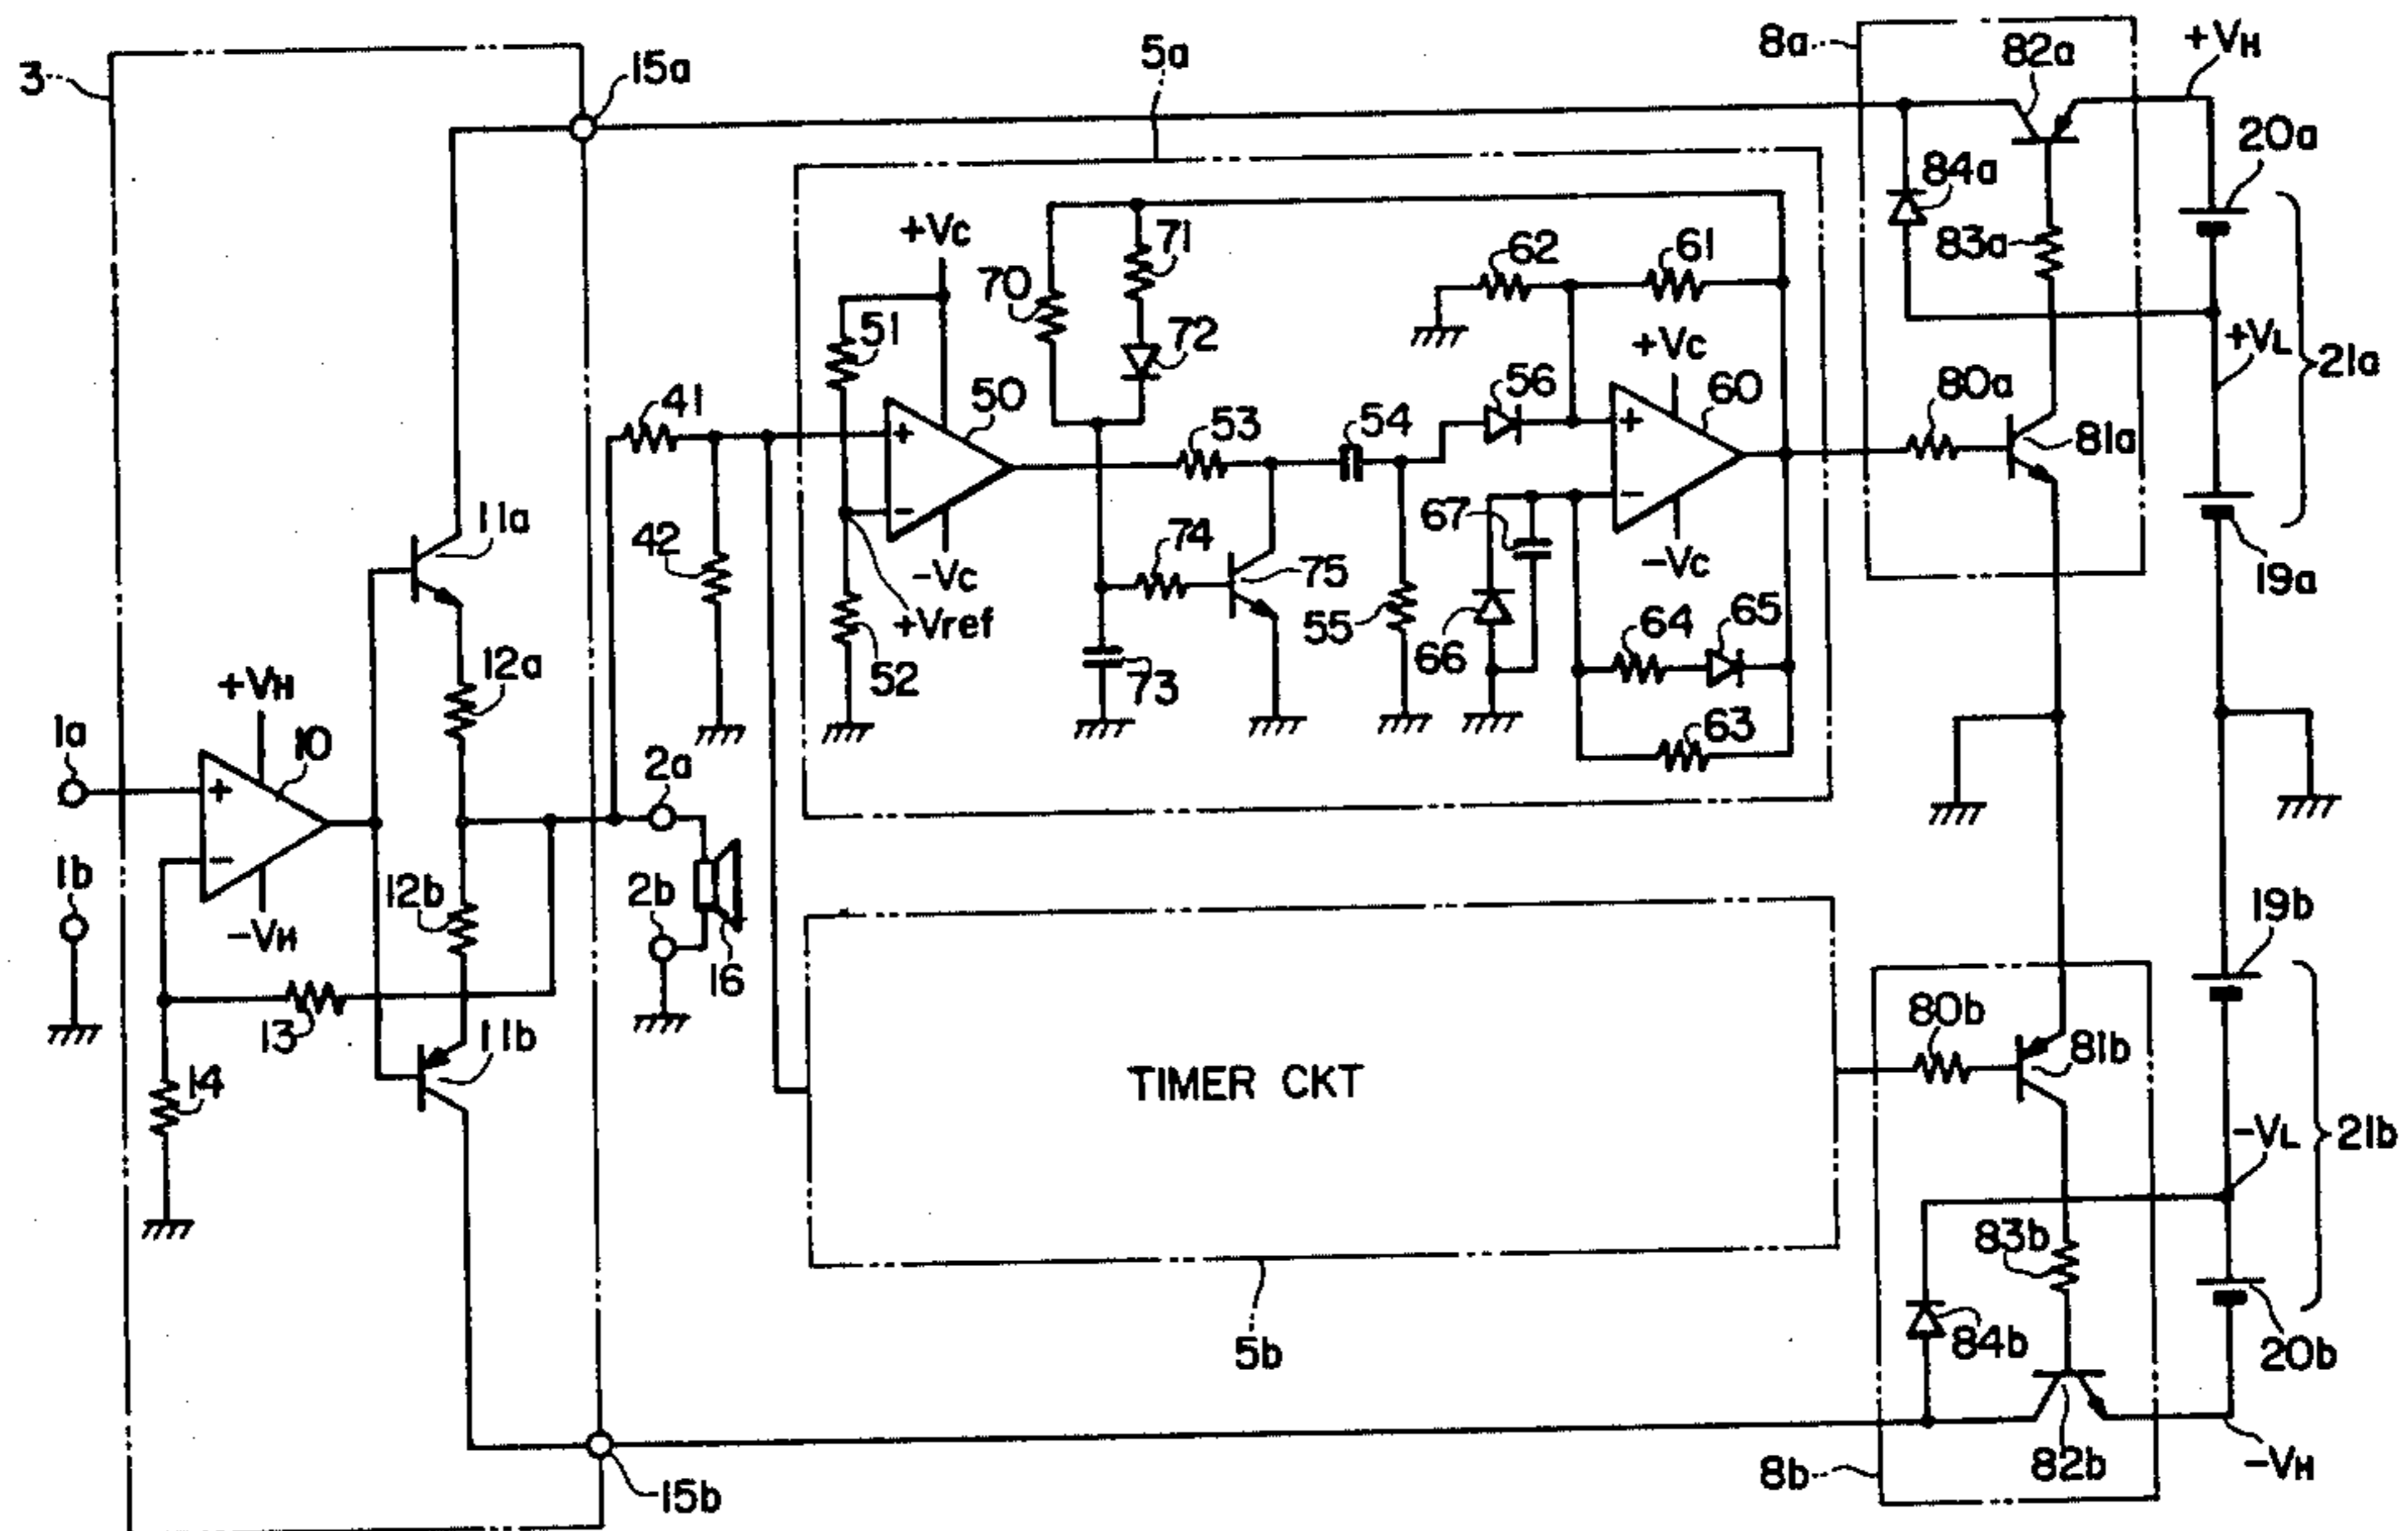 3
15a
5a
8a
82a
+VH
20a
84a
83a
+Vc
70
71
72
62
61
51
+VL
21a
41
50
53
54
56
+Vc
60
80a
81a
+
−
+
−
11a
42
−Vc
+Vref
74
75
55
67
66
−Vc
64
65
19a
52
73
63
12a
+VH
1a
10
2a
+
−
1b
−VH
12b
2b
16
19b
13
11b
14
TIMER CKT
80b
81b
−VL
21b
83b
84b
5b
20b
15b
8b
82b
−VH